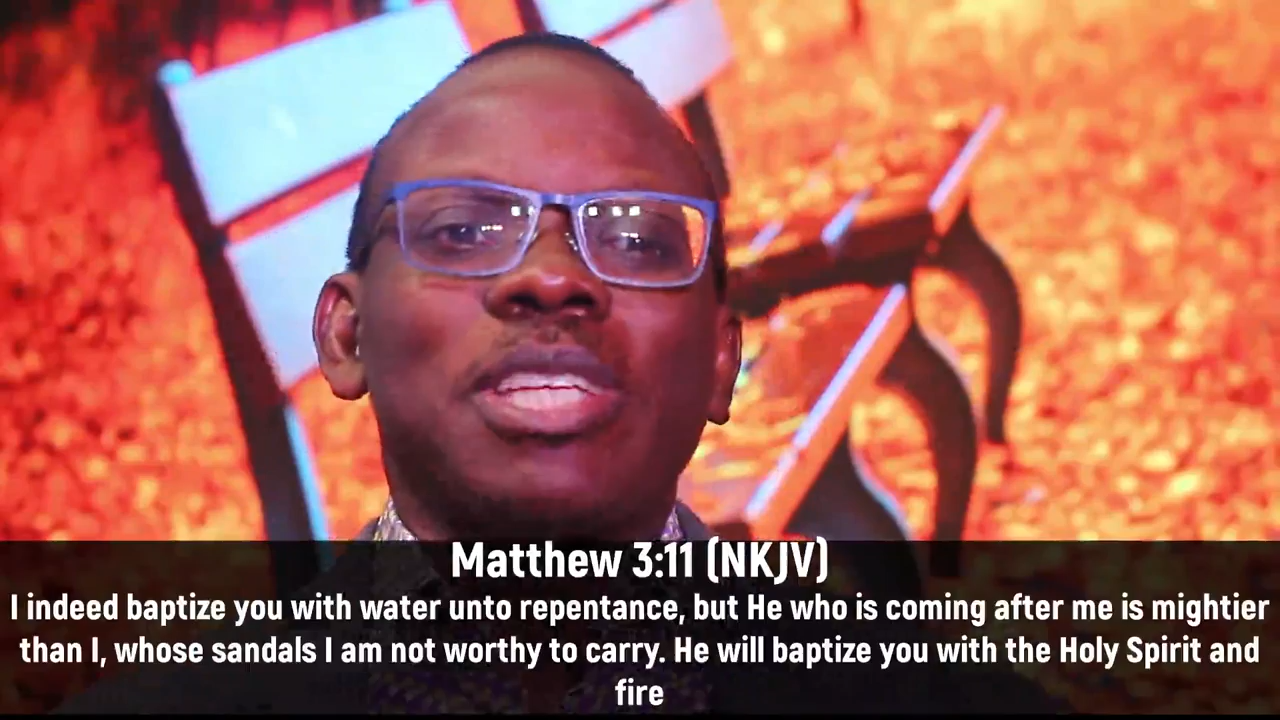 Matthew 3:11 (NKJV)
I indeed baptize you with water unto repentance, but He who is coming after me is mightier
than I, whose sandals I am not worthy to carry. He will baptize you with the Holy Spirit and
fire